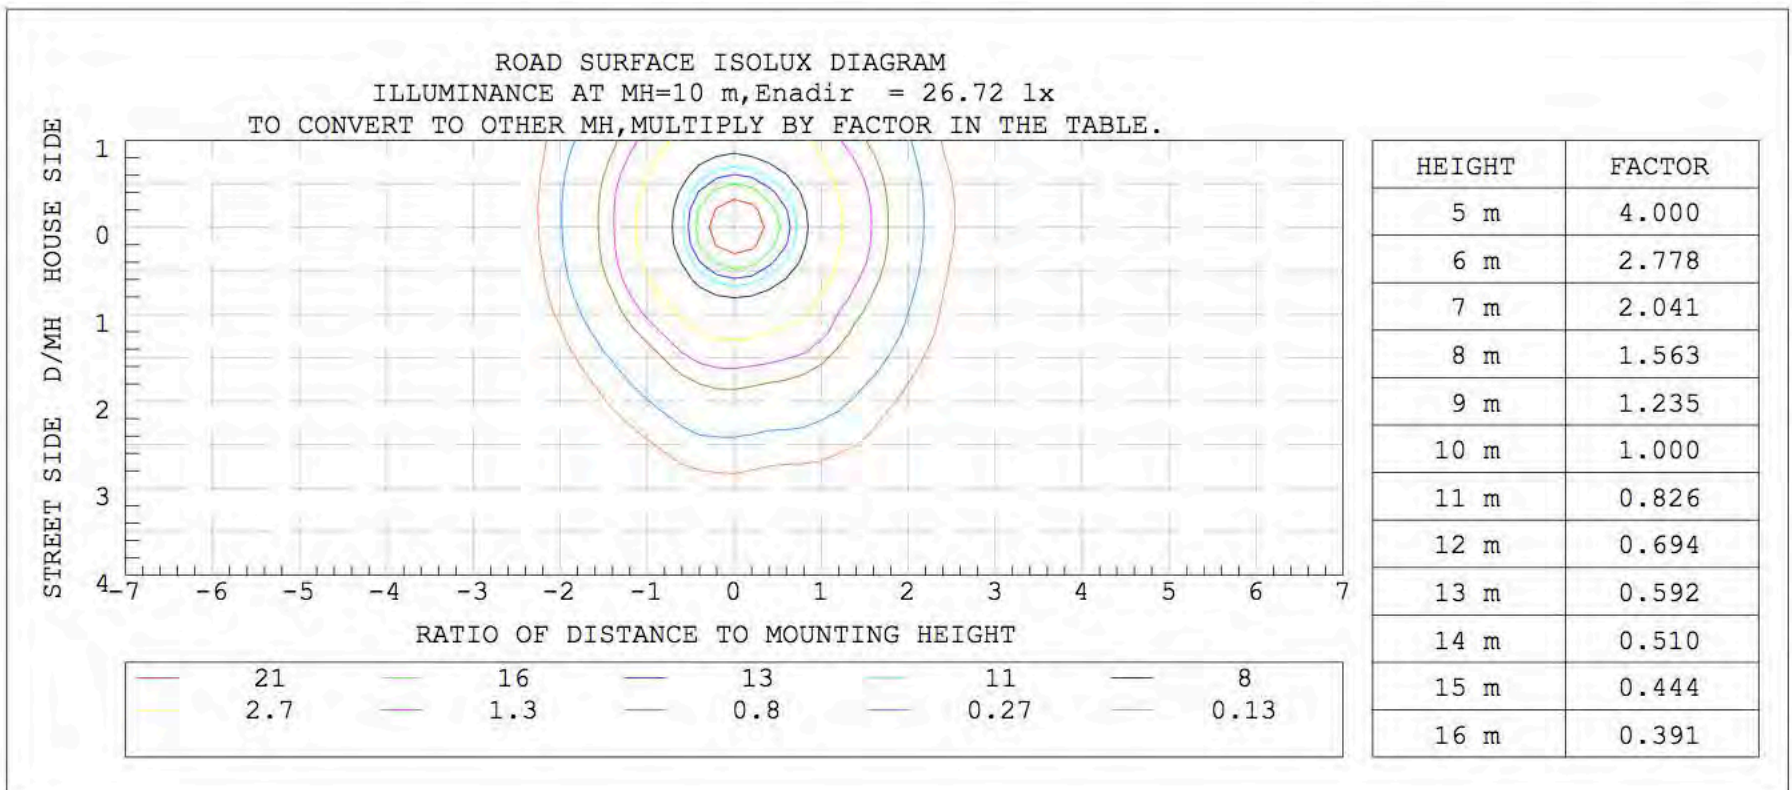 ROAD SURFACE ISOLUX DIAGRAM
ILLUMINANCE AT MH=10 m,Enadir = 26.72 lx
TO CONVERT TO OTHER MH,MULTIPLY BY FACTOR IN THE TABLE.
STREET SIDE D/MH HOUSE SIDE
1
0
1
2
3
4
-7 -6 -5 -4 -3 -2 -1 0 1 2 3 4 5 6 7
RATIO OF DISTANCE TO MOUNTING HEIGHT
21 16 13 11 8
2.7 1.3 0.8 0.27 0.13
HEIGHT FACTOR
5 m 4.000
6 m 2.778
7 m 2.041
8 m 1.563
9 m 1.235
10 m 1.000
11 m 0.826
12 m 0.694
13 m 0.592
14 m 0.510
15 m 0.444
16 m 0.391